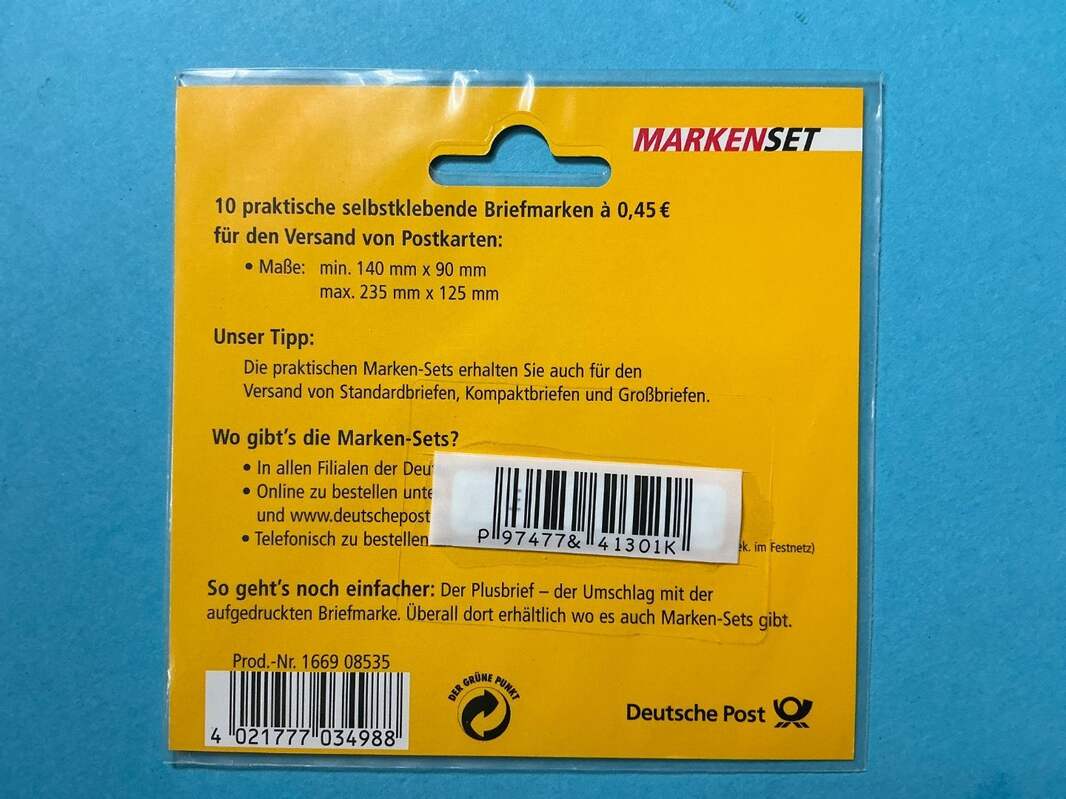 MARKENSET
10 praktische selbstklebende Briefmarken à 0,45 €
für den Versand von Postkarten:
• Maße: min. 140 mm x 90 mm
max. 235 mm x 125 mm
Unser Tipp:
Die praktischen Marken-Sets erhalten Sie auch für den
Versand von Standardbriefen, Kompaktbriefen und Großbriefen.
Wo gibt's die Marken-Sets?
• In allen Filialen der
• Online zu bestellen
und www.deutschepost
• Telefonisch zu bestellen
P 97477& 41301K
im Festnetz)
So geht's noch einfacher: Der Plusbrief – der Umschlag mit der
aufgedruckten Briefmarke. Überall dort erhältlich wo es auch Marken-Sets gibt.
Prod.-Nr. 1669 08535
4 021777 034988
DER GRÜNE PUNKT
Deutsche Post